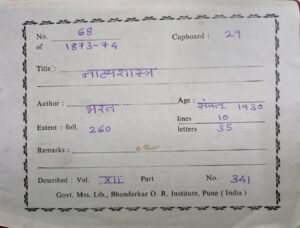 No. 68 Cupboard : 29
of 1873-74
Title :
नाट्यशास्त्र
Author : भरत Age : संवत् 1930
lines 10
Extent : foll. 260 letters 35
Remarks :
Described : Vol. XII Part No. 341
Govt. Mss. Lib., Bhandarkar O. R. Institute, Pune ( India )